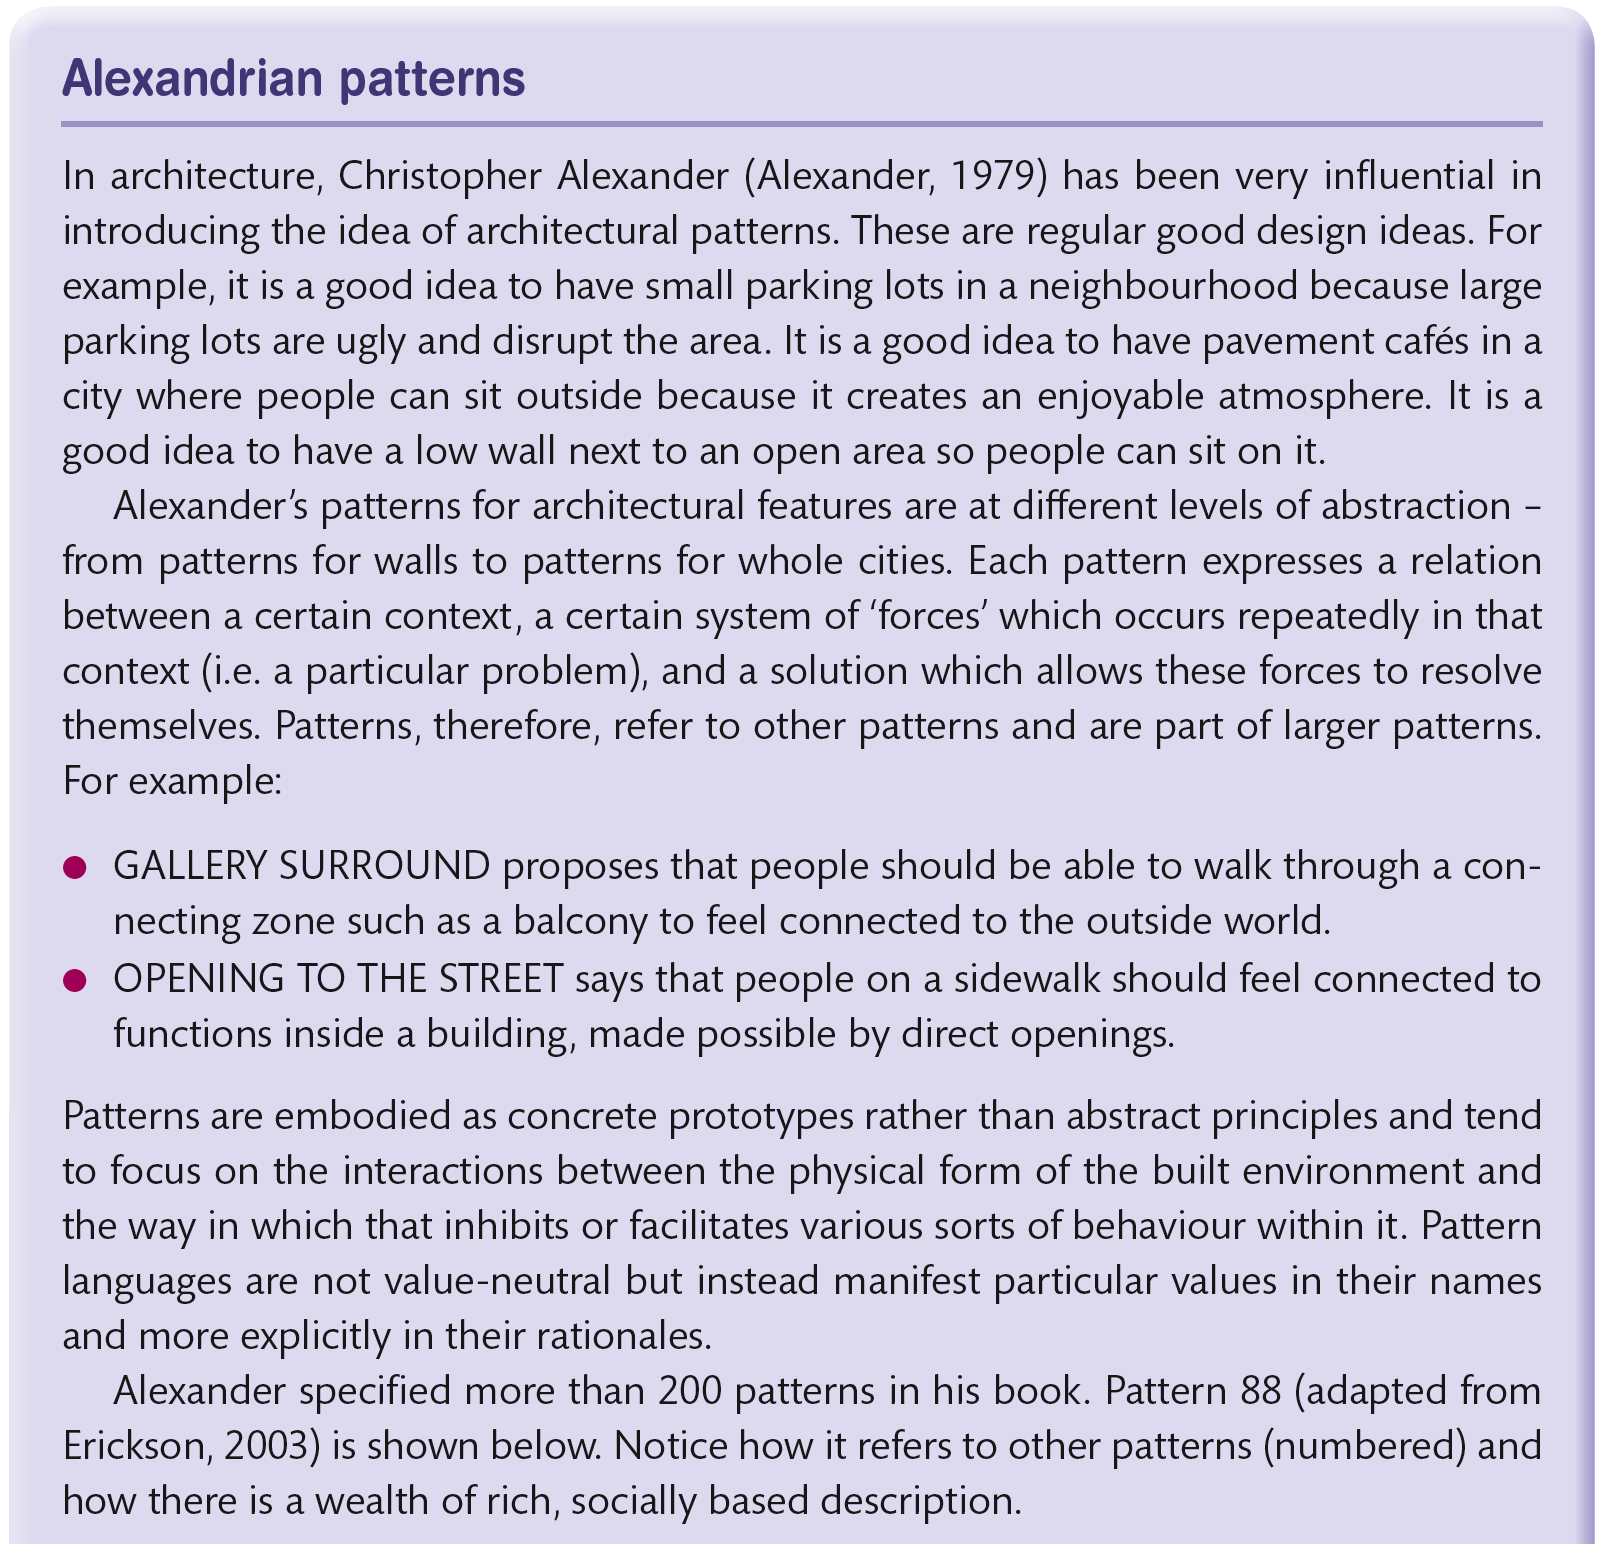 Alexandrian patterns
In architecture, Christopher Alexander (Alexander, 1979) has been very influential in
introducing the idea of architectural patterns. These are regular good design ideas. For
example, it is a good idea to have small parking lots in a neighbourhood because large
parking lots are ugly and disrupt the area. It is a good idea to have pavement cafés in a
city where people can sit outside because it creates an enjoyable atmosphere. It is a
good idea to have a low wall next to an open area so people can sit on it.
Alexander’s patterns for architectural features are at different levels of abstraction –
from patterns for walls to patterns for whole cities. Each pattern expresses a relation
between a certain context, a certain system of ‘forces’ which occurs repeatedly in that
context (i.e. a particular problem), and a solution which allows these forces to resolve
themselves. Patterns, therefore, refer to other patterns and are part of larger patterns.
For example:
● GALLERY SURROUND proposes that people should be able to walk through a con-
necting zone such as a balcony to feel connected to the outside world.
● OPENING TO THE STREET says that people on a sidewalk should feel connected to
functions inside a building, made possible by direct openings.
Patterns are embodied as concrete prototypes rather than abstract principles and tend
to focus on the interactions between the physical form of the built environment and
the way in which that inhibits or facilitates various sorts of behaviour within it. Pattern
languages are not value-neutral but instead manifest particular values in their names
and more explicitly in their rationales.
Alexander specified more than 200 patterns in his book. Pattern 88 (adapted from
Erickson, 2003) is shown below. Notice how it refers to other patterns (numbered) and
how there is a wealth of rich, socially based description.